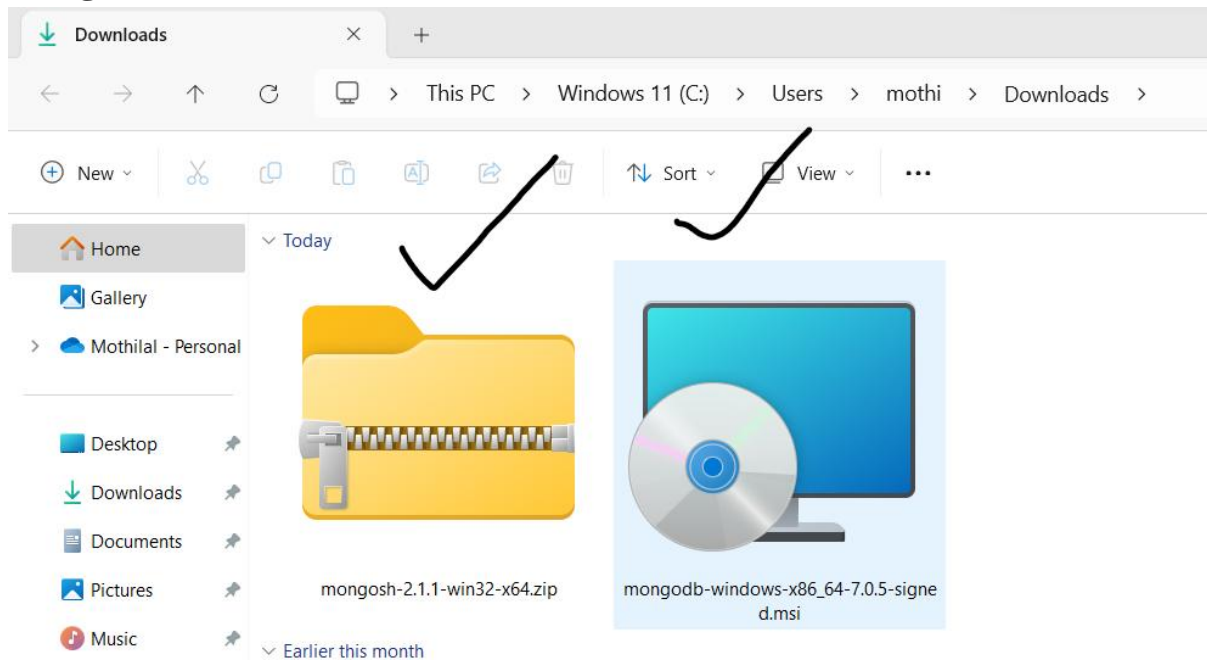 Downloads
This PC > Windows 11 (C:) > Users > mothi > Downloads >
New
Sort
View
Home
Gallery
Mothilal - Personal
Desktop
Downloads
Documents
Pictures
Music
Today
mongosh-2.1.1-win32-x64.zip
mongodb-windows-x86_64-7.0.5-signe
d.msi
Earlier this month